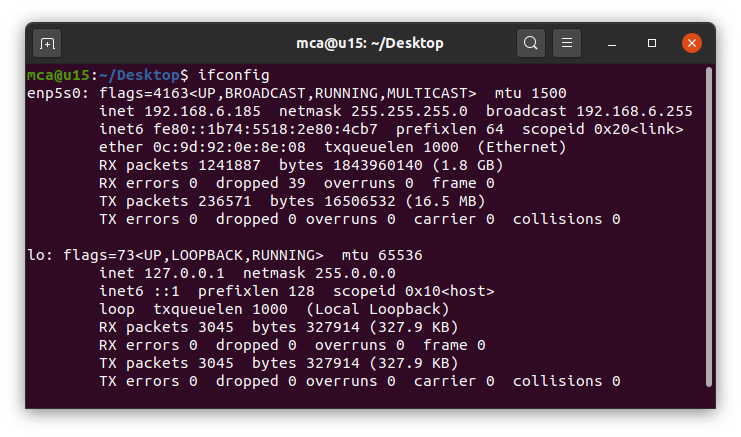 mca@u15: ~/Desktop
mca@u15:~/Desktop$ ifconfig
enp5s0: flags=4163<UP,BROADCAST,RUNNING,MULTICAST>  mtu 1500
        inet 192.168.6.185  netmask 255.255.255.0  broadcast 192.168.6.255
        inet6 fe80::1b74:5518:2e80:4cb7  prefixlen 64  scopeid 0x20<link>
        ether 0c:9d:92:0e:8e:08  txqueuelen 1000  (Ethernet)
        RX packets 1241887  bytes 1843960140 (1.8 GB)
        RX errors 0  dropped 39  overruns 0  frame 0
        TX packets 236571  bytes 16506532 (16.5 MB)
        TX errors 0  dropped 0 overruns 0  carrier 0  collisions 0

lo: flags=73<UP,LOOPBACK,RUNNING>  mtu 65536
        inet 127.0.0.1  netmask 255.0.0.0
        inet6 ::1  prefixlen 128  scopeid 0x10<host>
        loop  txqueuelen 1000  (Local Loopback)
        RX packets 3045  bytes 327914 (327.9 KB)
        RX errors 0  dropped 0  overruns 0  frame 0
        TX packets 3045  bytes 327914 (327.9 KB)
        TX errors 0  dropped 0 overruns 0  carrier 0  collisions 0